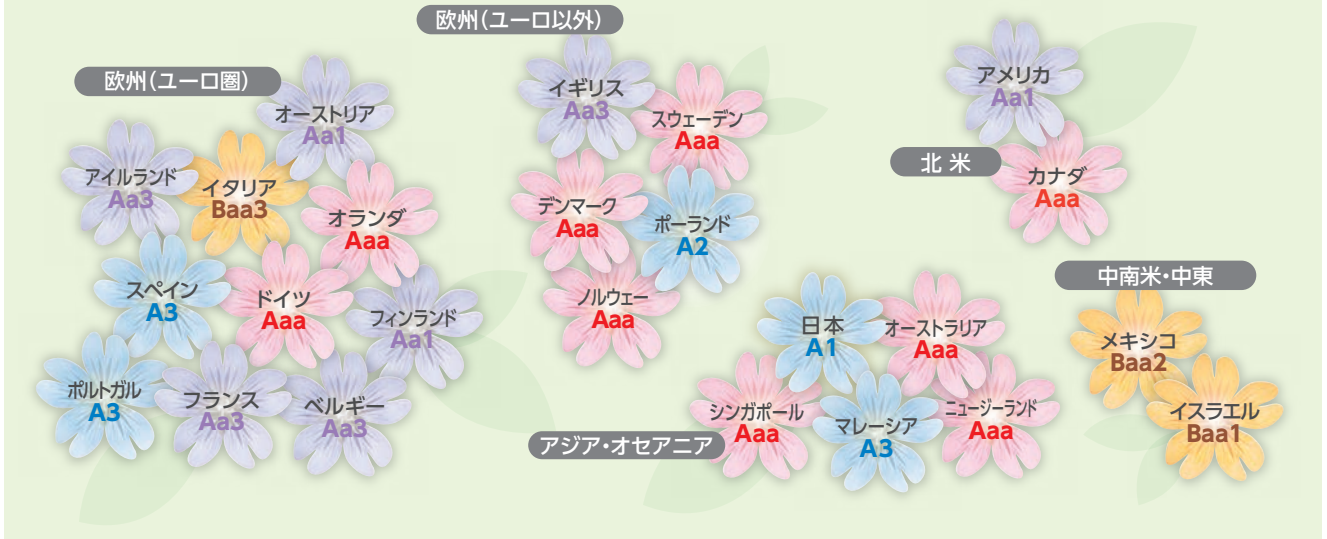 欧州(ユーロ圏)
オーストリア
Aa1
アイルランド
Aa3
イタリア
Baa3
オランダ
Aaa
スペイン
A3
ドイツ
Aaa
フィンランド
Aa1
ポルトガル
A3
フランス
Aa3
ベルギー
Aa3
欧州(ユーロ以外)
イギリス
Aa3
スウェーデン
Aaa
デンマーク
Aaa
ポーランド
A2
ノルウェー
Aaa
北米
アメリカ
Aa1
カナダ
Aaa
アジア・オセアニア
日本
A1
オーストラリア
Aaa
シンガポール
Aaa
マレーシア
A3
ニュージーランド
Aaa
中南米・中東
メキシコ
Baa2
イスラエル
Baa1